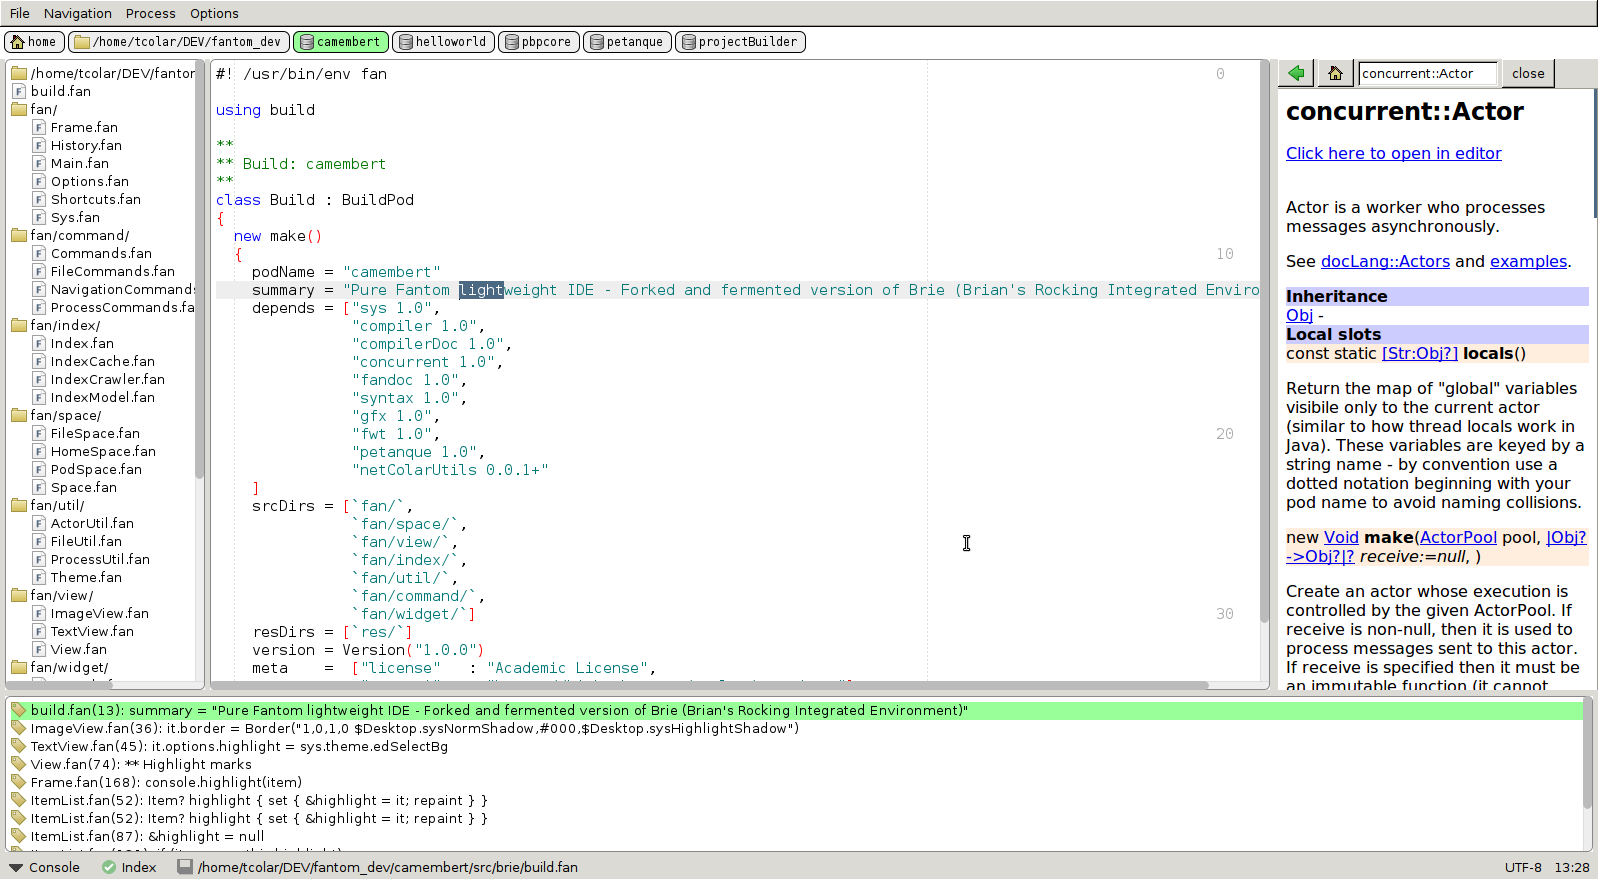 File Navigation Process Options
home /home/tcolar/DEV/fantom_dev camembert helloworld pbpcore petanque projectBuilder
/home/tcolar/DEV/fantor
build.fan
fan/
Frame.fan
History.fan
Main.fan
Options.fan
Shortcuts.fan
Sys.fan
fan/command/
Commands.fan
FileCommands.fan
NavigationCommands
ProcessCommands.fa
fan/index/
Index.fan
IndexCache.fan
IndexCrawler.fan
IndexModel.fan
fan/space/
FileSpace.fan
HomeSpace.fan
PodSpace.fan
Space.fan
fan/util/
ActorUtil.fan
FileUtil.fan
ProcessUtil.fan
Theme.fan
fan/view/
ImageView.fan
TextView.fan
View.fan
fan/widget/
#! /usr/bin/env fan 0
using build
**
** Build: camembert
**
class Build : BuildPod
{
new make()
{ 10
podName = "camembert"
summary = "Pure Fantom lightweight IDE - Forked and fermented version of Brie (Brian's Rocking Integrated Enviro
depends = ["sys 1.0",
"compiler 1.0",
"compilerDoc 1.0",
"concurrent 1.0",
"fandoc 1.0",
"syntax 1.0",
"gfx 1.0",
"fwt 1.0", 20
"petanque 1.0",
"netColarUtils 0.0.1+"
]
srcDirs = [`fan/`,
`fan/space/`,
`fan/view/`,
`fan/index/`,
`fan/util/`,
`fan/command/`,
`fan/widget/`] 30
resDirs = [`res/`]
version = Version("1.0.0")
meta = ["license" : "Academic License",
concurrent::Actor close
concurrent::Actor
Click here to open in editor
Actor is a worker who processes
messages asynchronously.
See docLang::Actors and examples.
Inheritance
Obj -
Local slots
const static [Str:Obj?] locals()
Return the map of "global" variables
visibile only to the current actor
(similar to how thread locals work in
Java). These variables are keyed by a
string name - by convention use a
dotted notation beginning with your
pod name to avoid naming collisions.
new Void make(ActorPool pool, |Obj?
->Obj?|? receive:=null, )
Create an actor whose execution is
controlled by the given ActorPool. If
receive is non-null, then it is used to
process messages sent to this actor.
If receive is specified then it must be
an immutable function (it cannot
build.fan(13): summary = "Pure Fantom lightweight IDE - Forked and fermented version of Brie (Brian's Rocking Integrated Environment)"
ImageView.fan(36): it.border = Border("1,0,1,0 $Desktop.sysNormShadow,#000,$Desktop.sysHighlightShadow")
TextView.fan(45): it.options.highlight = sys.theme.edSelectBg
View.fan(74): ** Highlight marks
Frame.fan(168): console.highlight(item)
ItemList.fan(52): Item? highlight { set { &highlight = it; repaint } }
ItemList.fan(52): Item? highlight { set { &highlight = it; repaint } }
ItemList.fan(87): &highlight = null
Console Index /home/tcolar/DEV/fantom_dev/camembert/src/brie/build.fan UTF-8 13:28